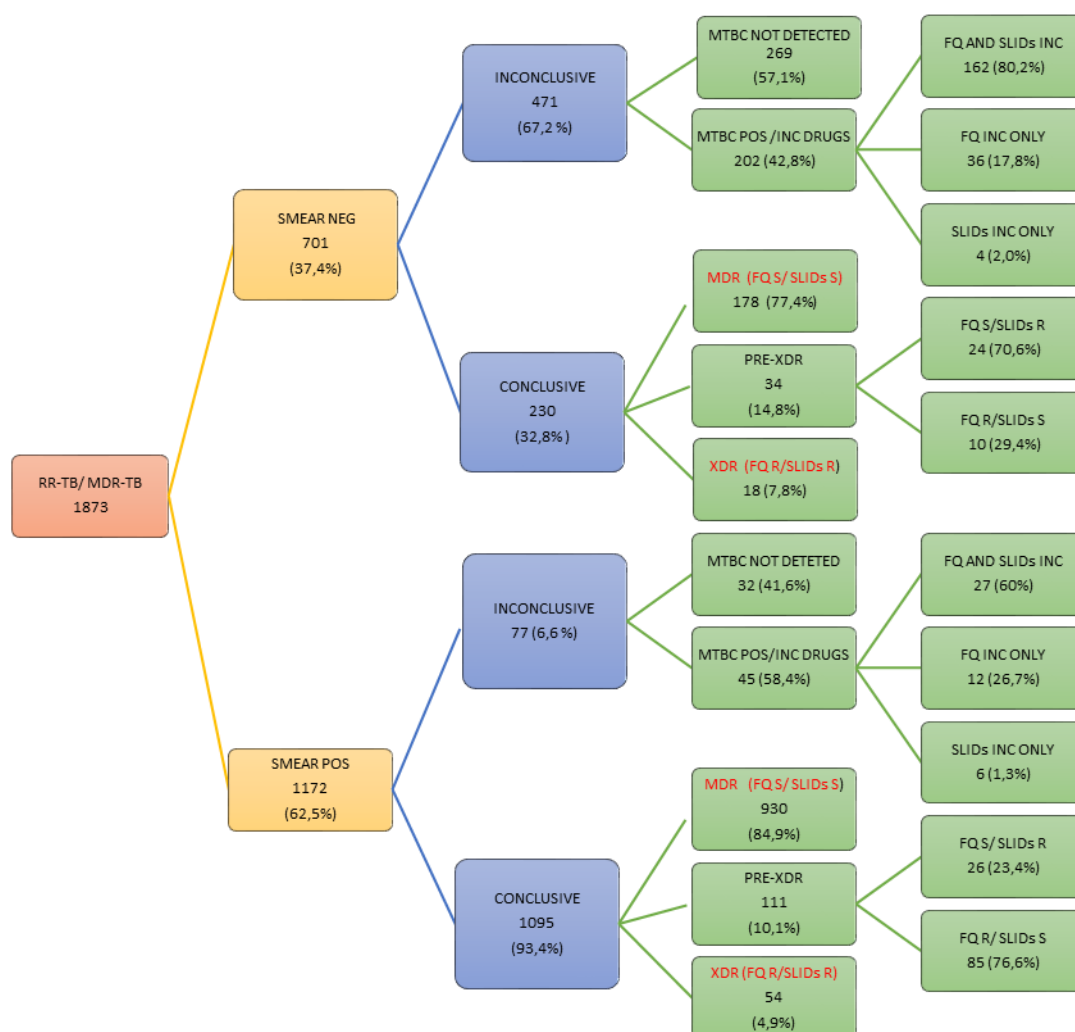 RR-TB/ MDR-TB
1873
SMEAR NEG
701
(37,4%)
INCONCLUSIVE
471
(67,2 %)
MTBC NOT DETECTED
269
(57,1%)
MTBC POS /INC DRUGS
202 (42,8%)
FQ AND SLIDs INC
162 (80,2%)
FQ INC ONLY
36 (17,8%)
SLIDs INC ONLY
4 (2,0%)
CONCLUSIVE
230
(32,8% )
MDR (FQ S/ SLIDs S)
178 (77,4%)
PRE-XDR
34
(14,8%)
FQ S/SLIDs R
24 (70,6%)
FQ R/SLIDs S
10 (29,4%)
XDR (FQ R/SLIDs R)
18 (7,8%)
SMEAR POS
1172
(62,5%)
INCONCLUSIVE
77 (6,6 %)
MTBC NOT DETETED
32 (41,6%)
MTBC POS/INC DRUGS
45 (58,4%)
FQ AND SLIDs INC
27 (60%)
FQ INC ONLY
12 (26,7%)
SLIDs INC ONLY
6 (1,3%)
CONCLUSIVE
1095
(93,4%)
MDR (FQ S/ SLIDs S)
930
(84,9%)
PRE-XDR
111
(10,1%)
FQ S/ SLIDs R
26 (23,4%)
FQ R/ SLIDs S
85 (76,6%)
XDR (FQ R/SLIDs R)
54
(4,9%)